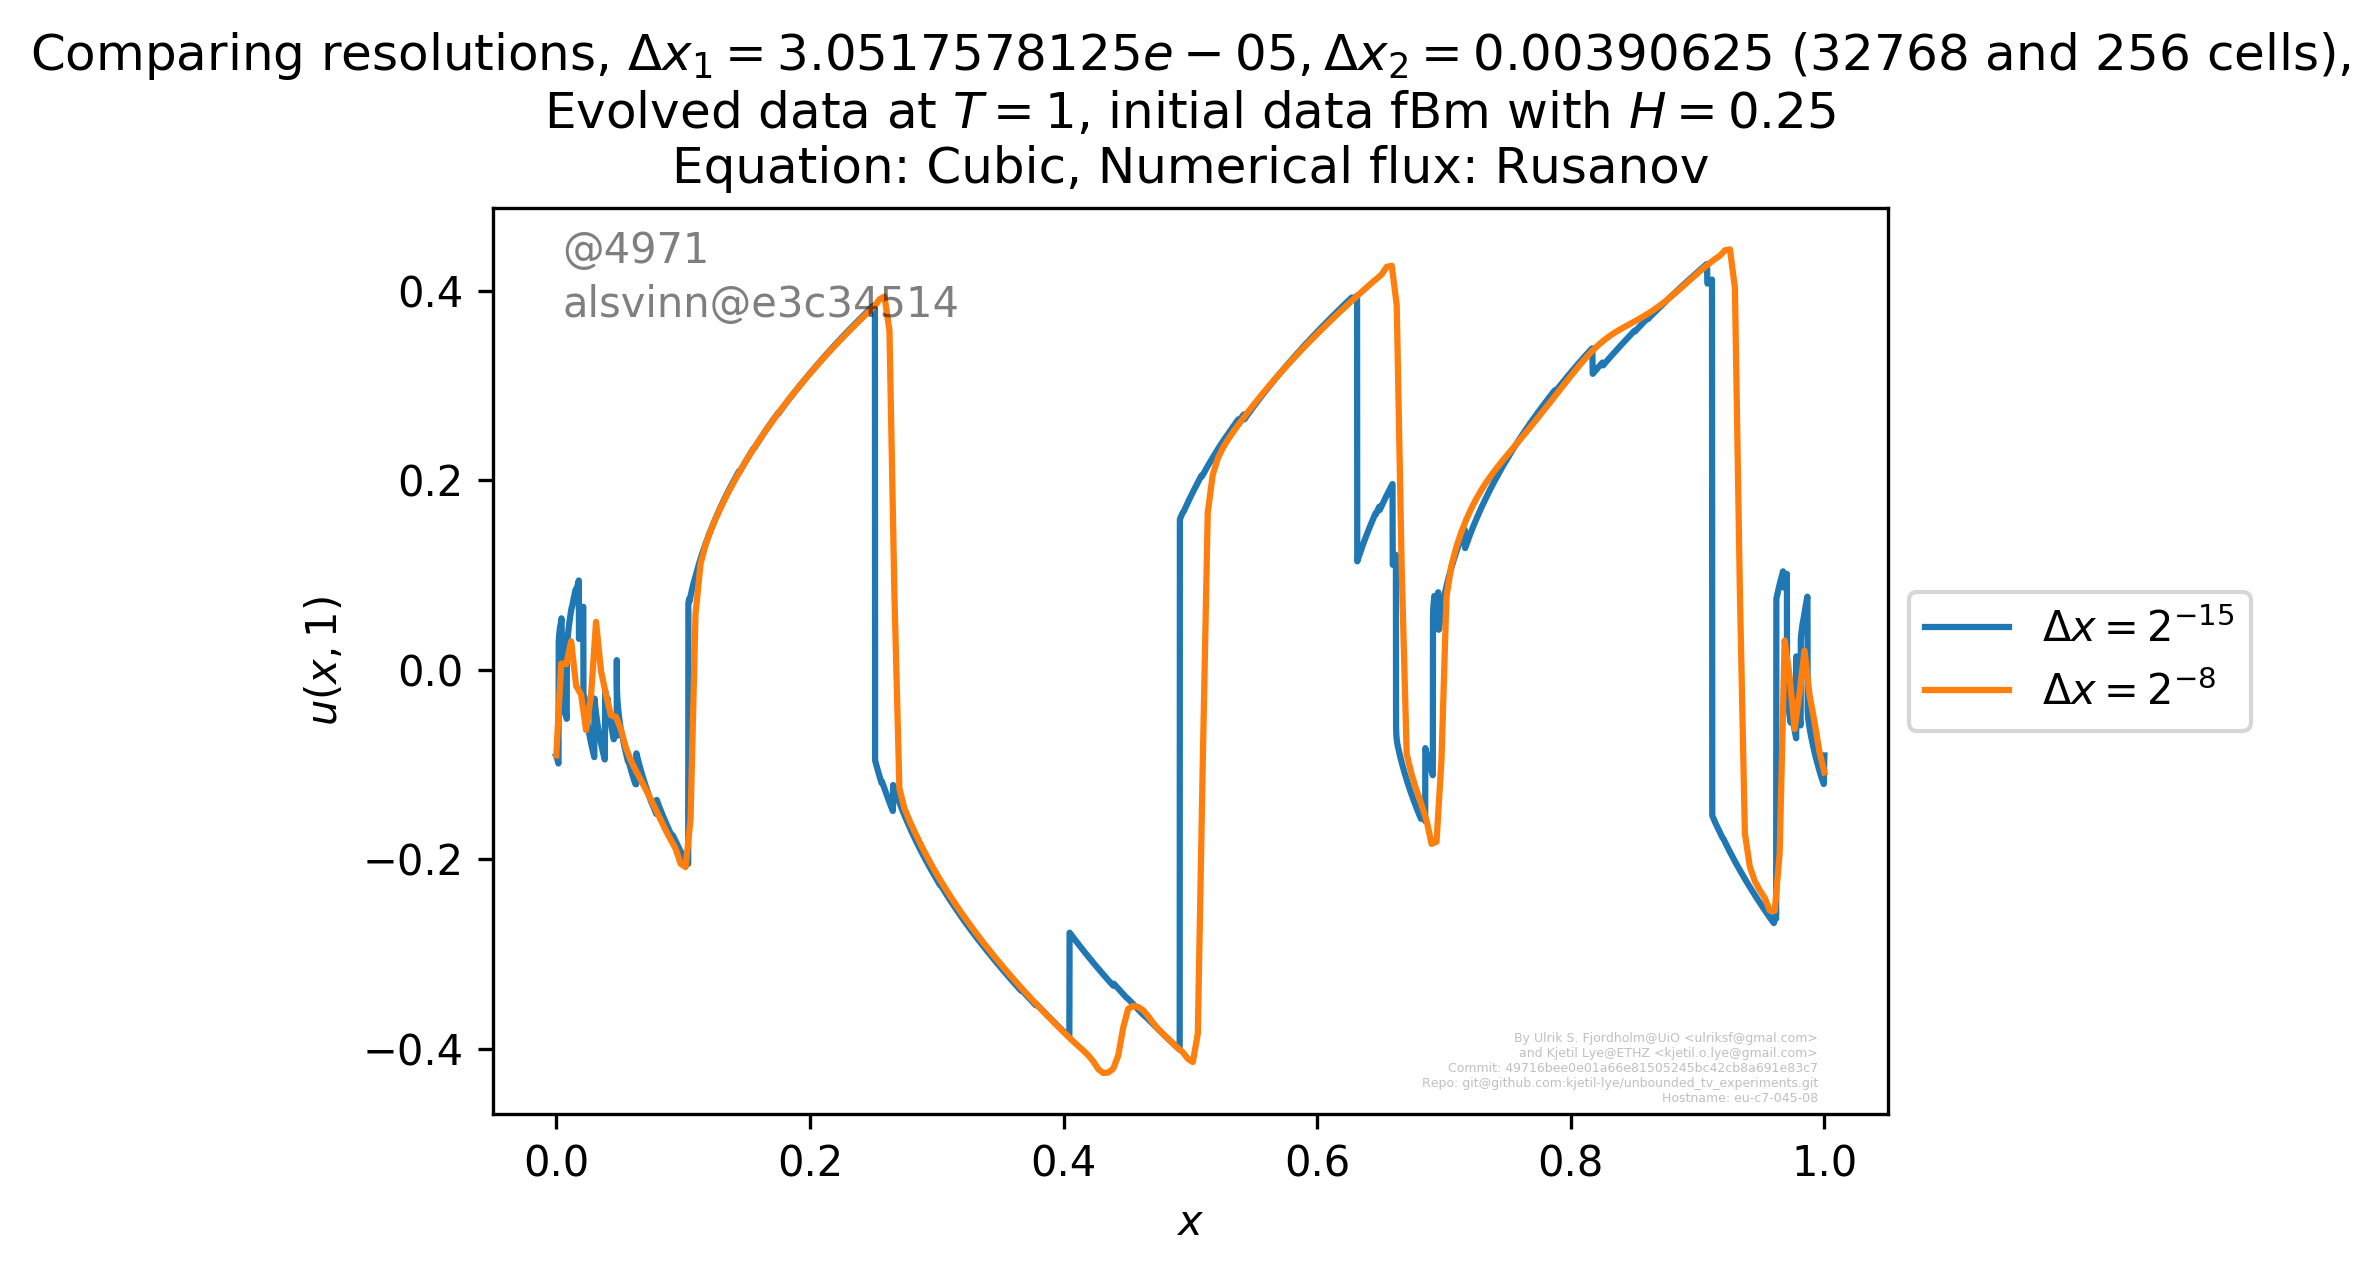 Comparing resolutions, Δx₁ = 3.0517578125e − 05, Δx₂ = 0.00390625 (32768 and 256 cells),
Evolved data at T = 1, initial data fBm with H = 0.25
Equation: Cubic, Numerical flux: Rusanov
@4971
alsvinn@e3c34514
0.4
0.2
0.0
−0.2
−0.4
u(x, 1)
Δx = 2⁻¹⁵
Δx = 2⁻⁸
By Ulrik S. Fjordholm@UiO <ulriksf@gmal.com>
and Kjetil Lye@ETHZ <kjetil.o.lye@gmail.com>
Commit: 49716bee0e01a66e81505245bc42cb8a691e83c7
Repo: git@github.com:kjetil-lye/unbounded_tv_experiments.git
Hostname: eu-c7-045-08
0.0 0.2 0.4 0.6 0.8 1.0
x